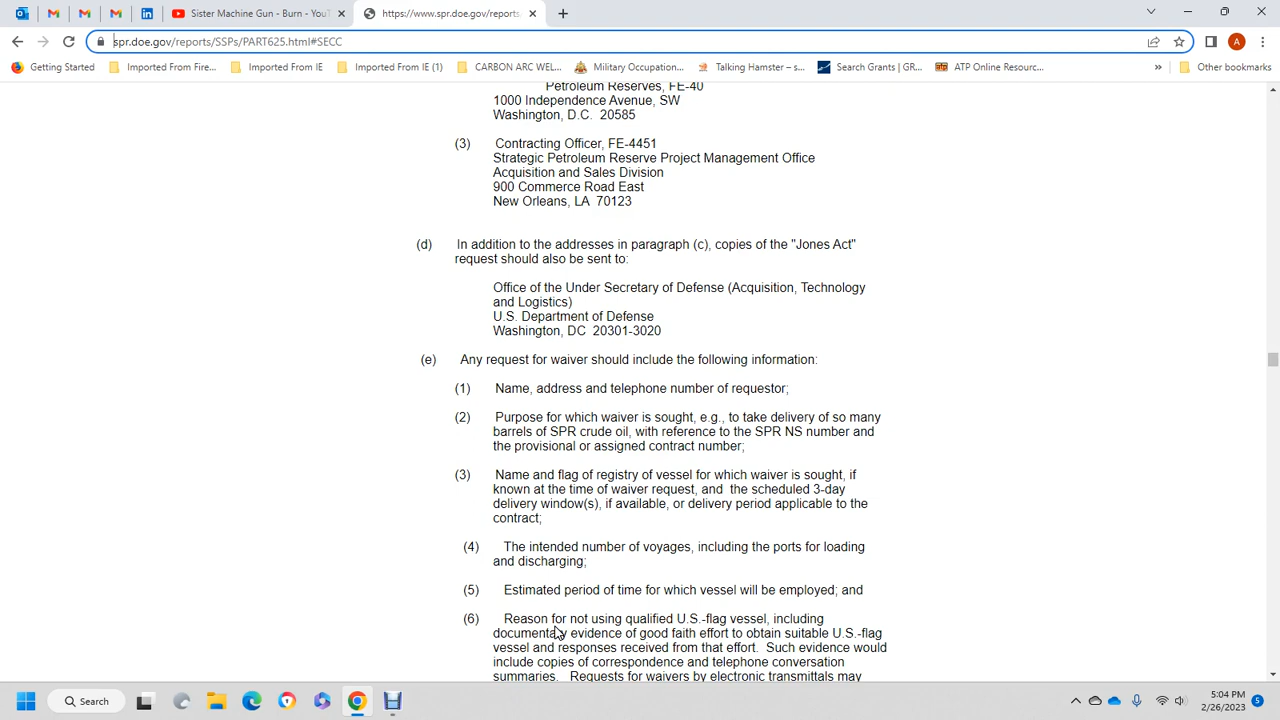 Sister Machine Gun - Burn - YouT
https://www.spr.doe.gov/reports
spr.doe.gov/reports/SSPs/PART625.html#SECC
A
Getting Started
Imported From Fire...
Imported From IE
Imported From IE (1)
CARBON ARC WEL...
Military Occupation...
Talking Hamster – s...
Search Grants | GR...
ATP Online Resourc...
»
Other bookmarks
Petroleum Reserves, FE-40
1000 Independence Avenue, SW
Washington, D.C. 20585
(3) Contracting Officer, FE-4451
Strategic Petroleum Reserve Project Management Office
Acquisition and Sales Division
900 Commerce Road East
New Orleans, LA 70123
(d) In addition to the addresses in paragraph (c), copies of the "Jones Act"
request should also be sent to:
Office of the Under Secretary of Defense (Acquisition, Technology
and Logistics)
U.S. Department of Defense
Washington, DC 20301-3020
(e) Any request for waiver should include the following information:
(1) Name, address and telephone number of requestor;
(2) Purpose for which waiver is sought, e.g., to take delivery of so many
barrels of SPR crude oil, with reference to the SPR NS number and
the provisional or assigned contract number;
(3) Name and flag of registry of vessel for which waiver is sought, if
known at the time of waiver request, and the scheduled 3-day
delivery window(s), if available, or delivery period applicable to the
contract;
(4) The intended number of voyages, including the ports for loading
and discharging;
(5) Estimated period of time for which vessel will be employed; and
(6) Reason for not using qualified U.S.-flag vessel, including
documentary evidence of good faith effort to obtain suitable U.S.-flag
vessel and responses received from that effort. Such evidence would
include copies of correspondence and telephone conversation
summaries. Requests for waivers by electronic transmittals may
Search
5:04 PM
2/26/2023
5